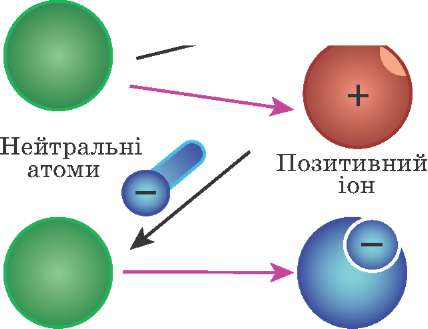 +
Нейтральні
атоми
−
Позитивний
іон
−